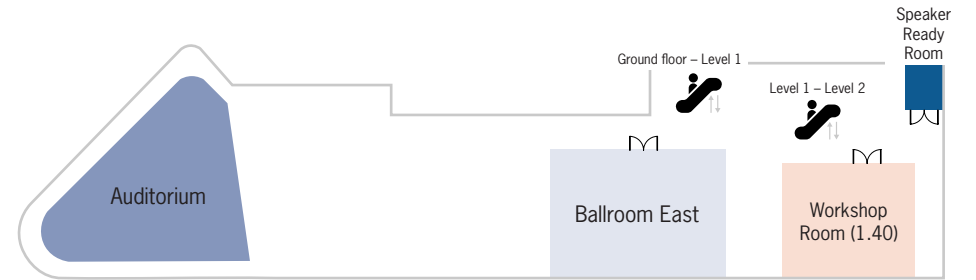 Speaker
Ready
Room
Ground floor – Level 1
Level 1 – Level 2
Auditorium
Ballroom East
Workshop
Room (1.40)